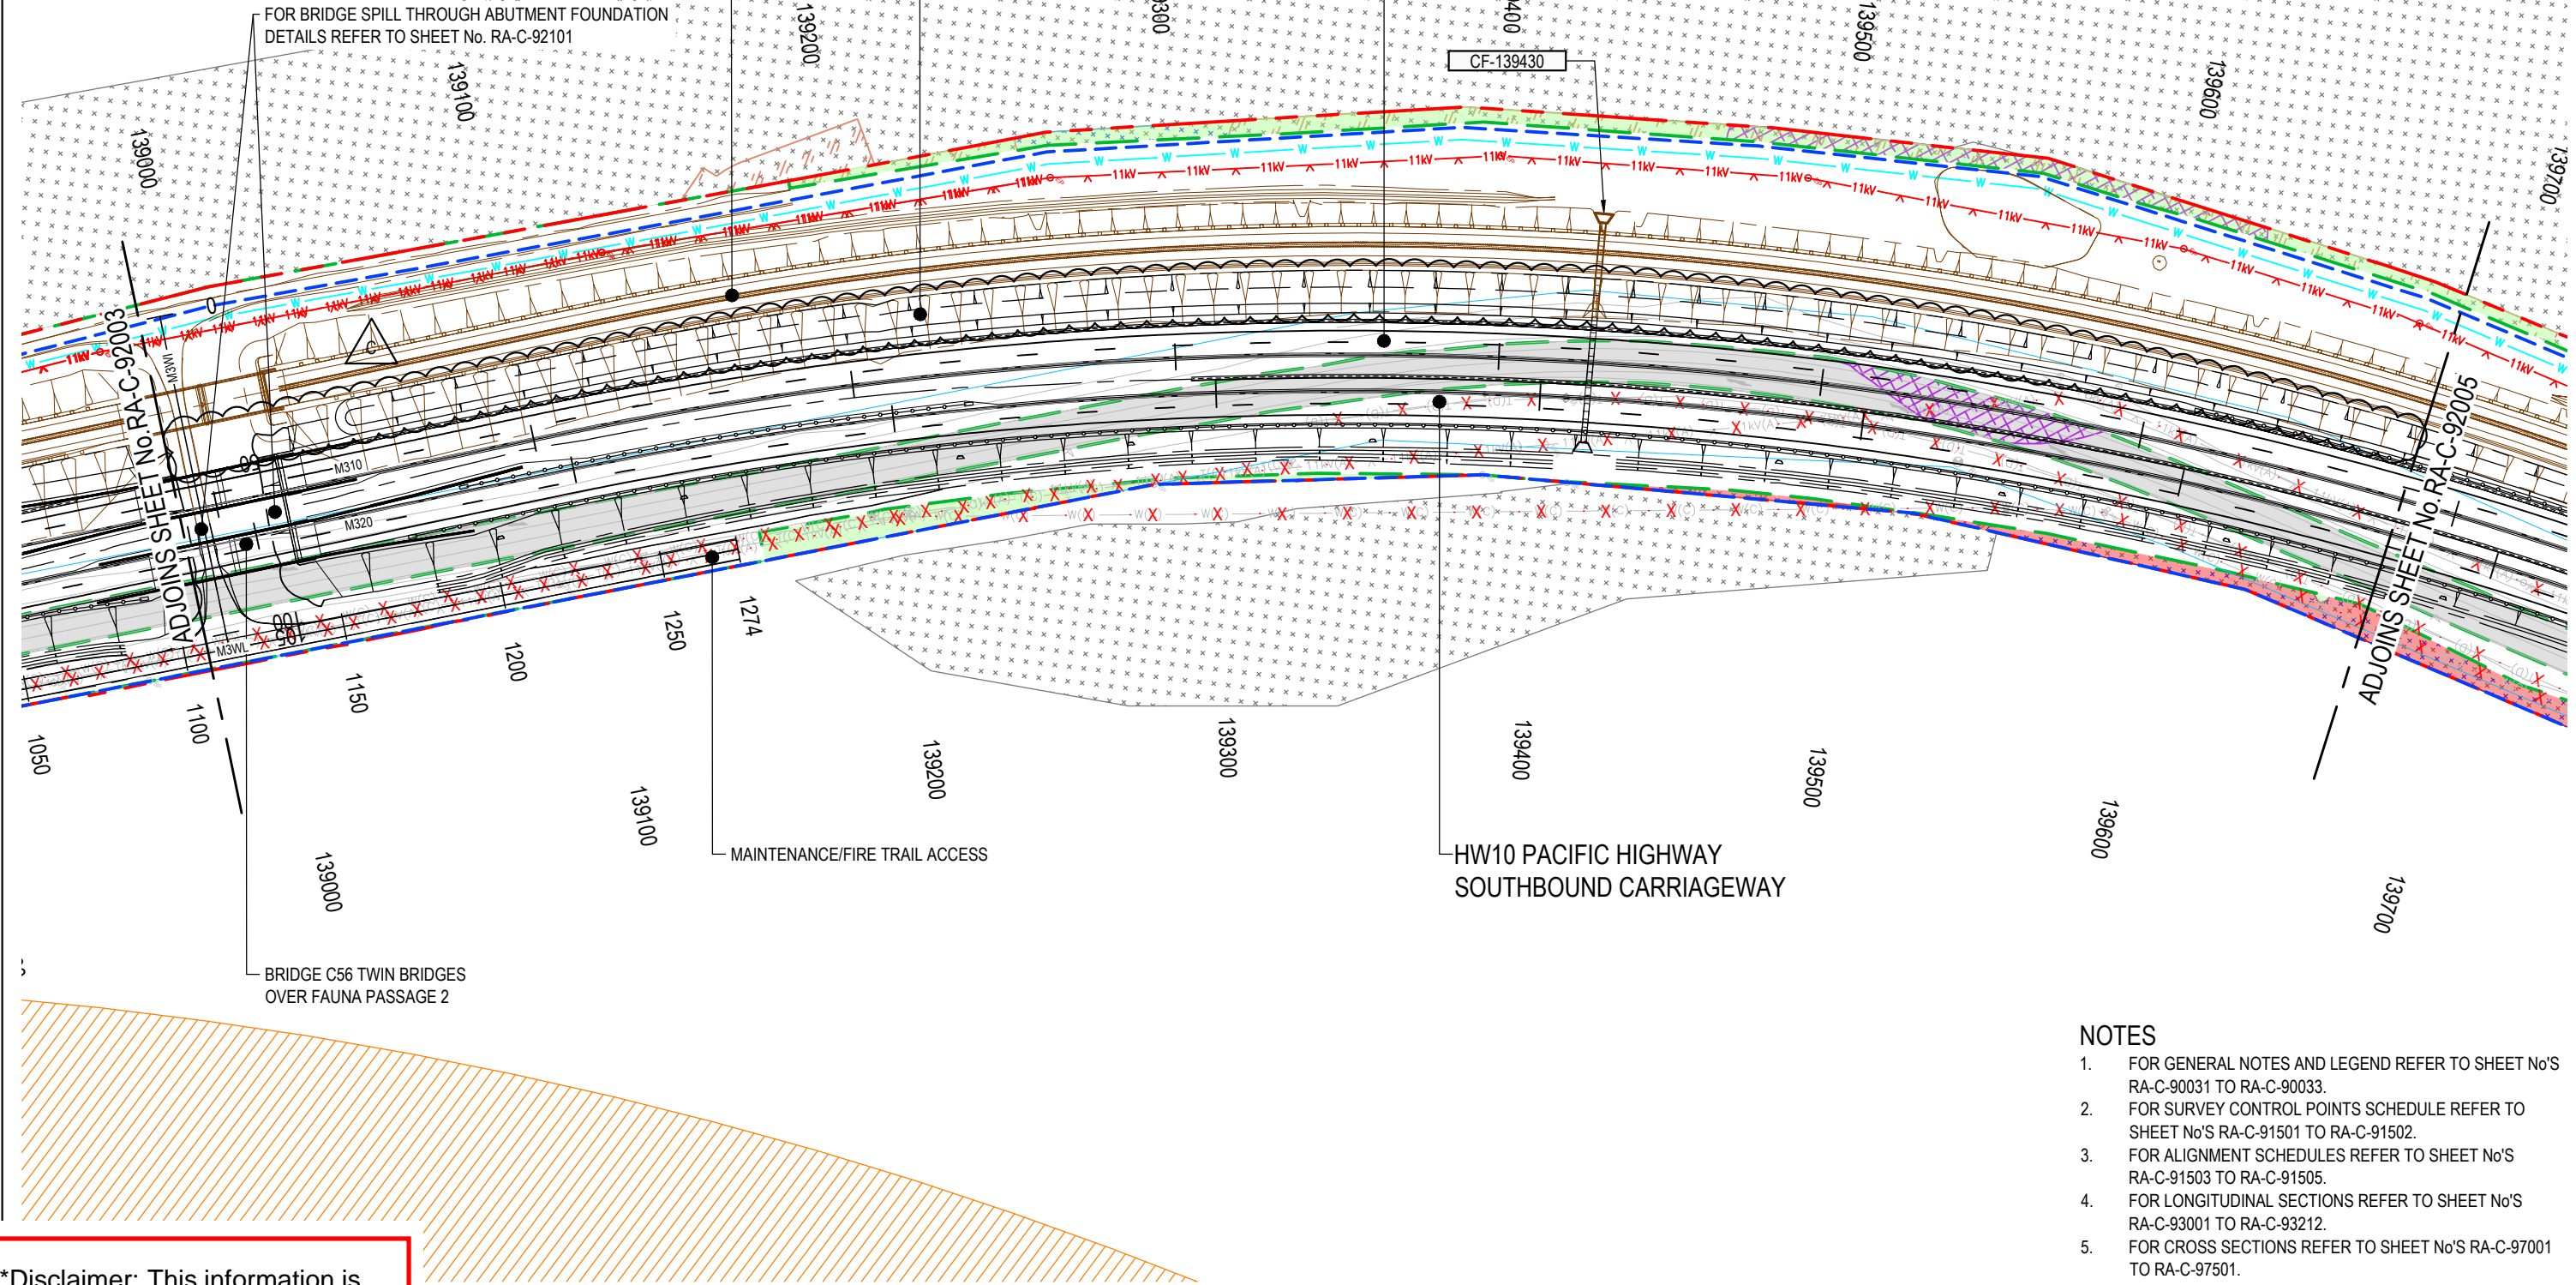 FOR BRIDGE SPILL THROUGH ABUTMENT FOUNDATION
DETAILS REFER TO SHEET No. RA-C-92101
139000
139100
139200
139300
139400
139500
139600
139700
CF-139430
ADJOINS SHEET No.RA-C-92003
ADJOINS SHEET No.RA-C-92005
0
C
M3WL
50
M310
M320
100
M3WL
1050
1100
1150
1200
1250
1274
139000
139100
139200
139300
139400
139500
139600
139700
MAINTENANCE/FIRE TRAIL ACCESS
HW10 PACIFIC HIGHWAY
SOUTHBOUND CARRIAGEWAY
BRIDGE C56 TWIN BRIDGES
OVER FAUNA PASSAGE 2
NOTES
1. FOR GENERAL NOTES AND LEGEND REFER TO SHEET No'S
RA-C-90031 TO RA-C-90033.
2. FOR SURVEY CONTROL POINTS SCHEDULE REFER TO
SHEET No'S RA-C-91501 TO RA-C-91502.
3. FOR ALIGNMENT SCHEDULES REFER TO SHEET No'S
RA-C-91503 TO RA-C-91505.
4. FOR LONGITUDINAL SECTIONS REFER TO SHEET No'S
RA-C-93001 TO RA-C-93212.
5. FOR CROSS SECTIONS REFER TO SHEET No'S RA-C-97001
TO RA-C-97501.
*Disclaimer: This information is